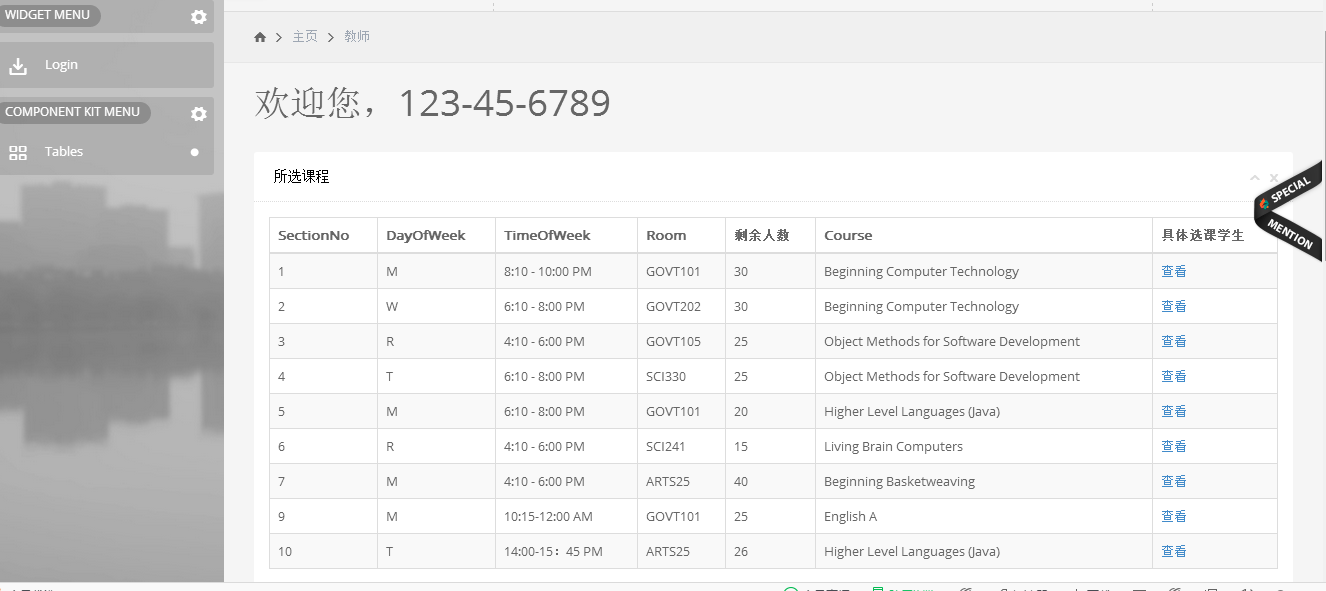 WIDGET MENU
Login
COMPONENT KIT MENU
Tables
主页 教师
欢迎您，123-45-6789
所选课程
SPECIAL
MENTION
SectionNo DayOfWeek TimeOfWeek Room 剩余人数 Course 具体选课学生
1 M 8:10 - 10:00 PM GOVT101 30 Beginning Computer Technology 查看
2 W 6:10 - 8:00 PM GOVT202 30 Beginning Computer Technology 查看
3 R 4:10 - 6:00 PM GOVT105 25 Object Methods for Software Development 查看
4 T 6:10 - 8:00 PM SCI330 25 Object Methods for Software Development 查看
5 M 6:10 - 8:00 PM GOVT101 20 Higher Level Languages (Java) 查看
6 R 4:10 - 6:00 PM SCI241 15 Living Brain Computers 查看
7 M 4:10 - 6:00 PM ARTS25 40 Beginning Basketweaving 查看
9 M 10:15-12:00 AM GOVT101 25 English A 查看
10 T 14:00-15：45 PM ARTS25 26 Higher Level Languages (Java) 查看